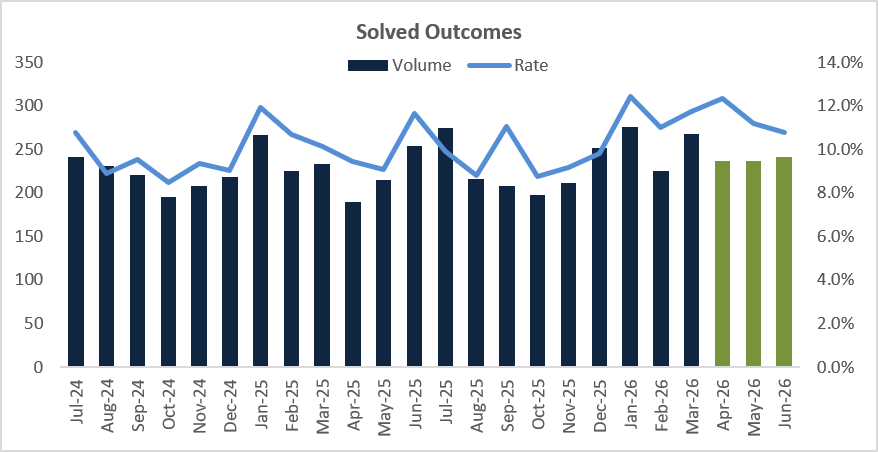 Solved Outcomes
Volume Rate
350
300
250
200
150
100
50
0
14.0%
12.0%
10.0%
8.0%
6.0%
4.0%
2.0%
0.0%
Jul-24
Aug-24
Sep-24
Oct-24
Nov-24
Dec-24
Jan-25
Feb-25
Mar-25
Apr-25
May-25
Jun-25
Jul-25
Aug-25
Sep-25
Oct-25
Nov-25
Dec-25
Jan-26
Feb-26
Mar-26
Apr-26
May-26
Jun-26